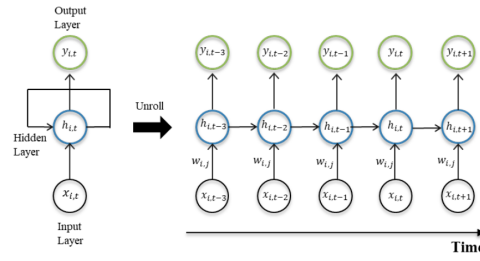 Output
Layer
y_{i,t}
h_{i,t}
Hidden
Layer
x_{i,t}
Input
Layer
Unroll
y_{i,t-3} y_{i,t-2} y_{i,t-1} y_{i,t} y_{i,t+1}
h_{i,t-3} h_{i,t-2} h_{i,t-1} h_{i,t} h_{i,t+1}
w_{i,j} w_{i,j} w_{i,j} w_{i,j} w_{i,j}
x_{i,t-3} x_{i,t-2} x_{i,t-1} x_{i,t} x_{i,t+1}
Time